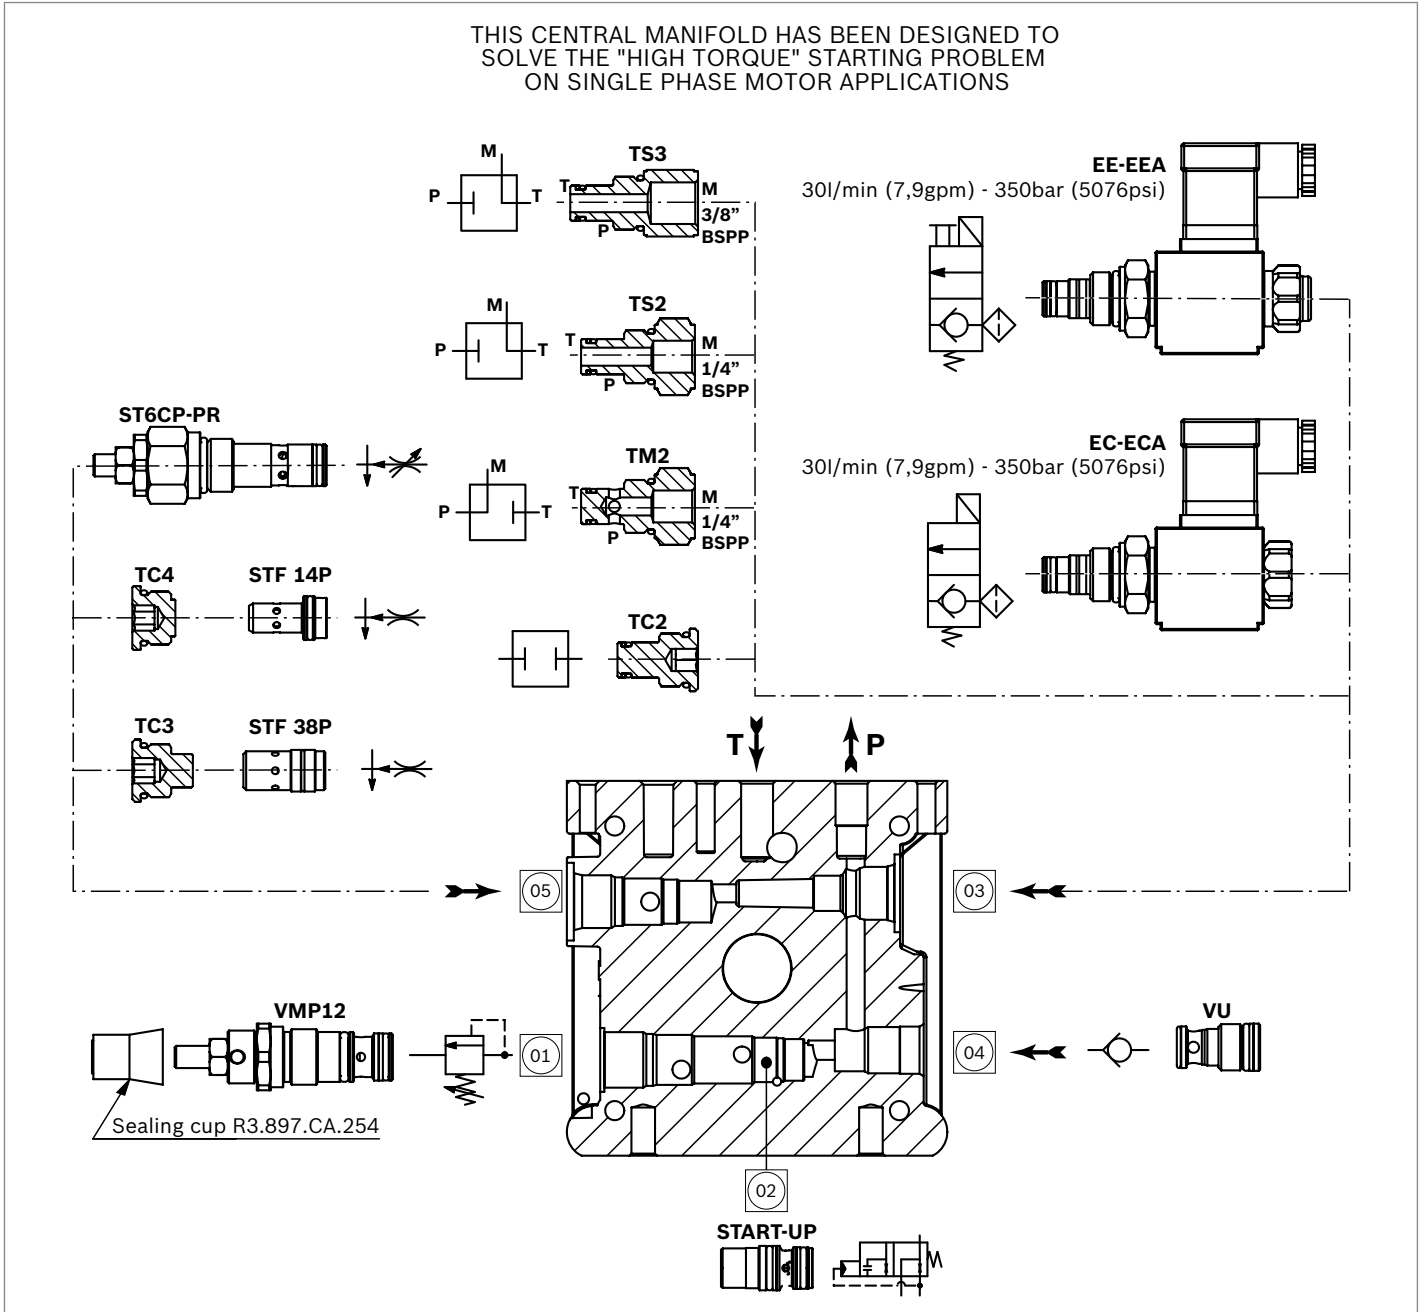 THIS CENTRAL MANIFOLD HAS BEEN DESIGNED TO
SOLVE THE "HIGH TORQUE" STARTING PROBLEM
ON SINGLE PHASE MOTOR APPLICATIONS
M
P
T
TS3
T
P
M
3/8”
BSPP
EE-EEA
30l/min (7,9gpm) - 350bar (5076psi)
M
P
T
TS2
T
P
M
1/4”
BSPP
ST6CP-PR
M
P
T
TM2
T
P
M
1/4”
BSPP
EC-ECA
30l/min (7,9gpm) - 350bar (5076psi)
TC4
STF 14P
TC2
TC3
STF 38P
T
P
05
03
VMP12
01
04
VU
Sealing cup R3.897.CA.254
02
START-UP